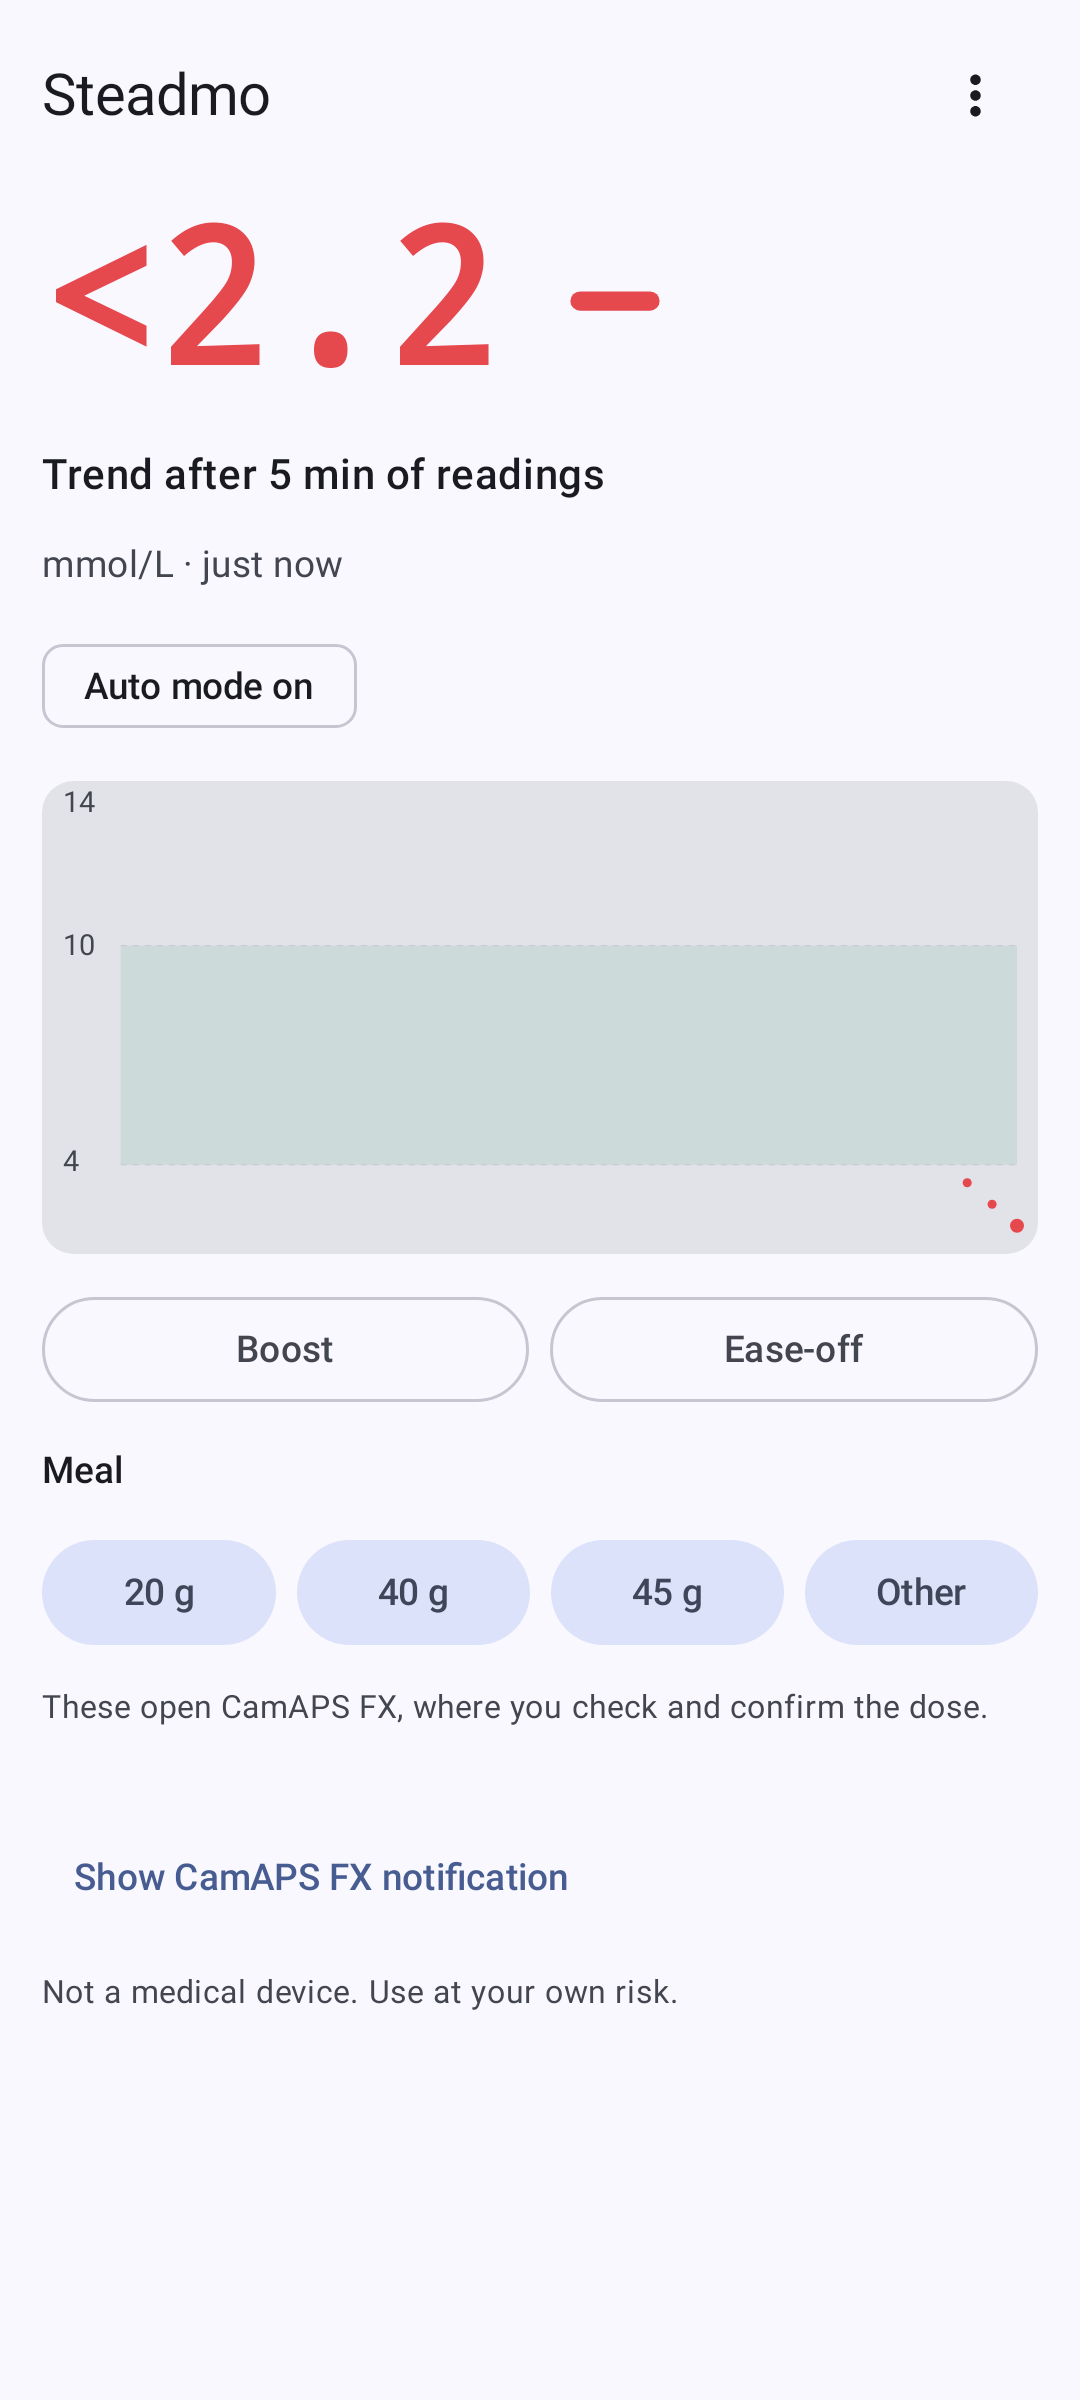 Steadmo
<2.2 –
Trend after 5 min of readings
mmol/L · just now
Auto mode on
14
10
4
Boost
Ease-off
Meal
20 g
40 g
45 g
Other
These open CamAPS FX, where you check and confirm the dose.
Show CamAPS FX notification
Not a medical device. Use at your own risk.